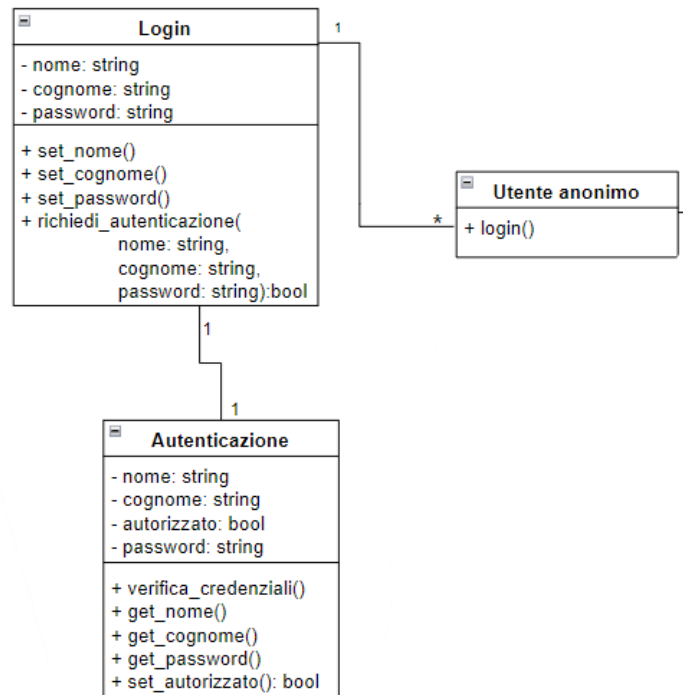 Login
- nome: string
- cognome: string
- password: string
+ set_nome()
+ set_cognome()
+ set_password()
+ richiedi_autenticazione(
nome: string,
cognome: string,
password: string):bool
1
*
Utente anonimo
+ login()
1
1
Autenticazione
- nome: string
- cognome: string
- autorizzato: bool
- password: string
+ verifica_credenziali()
+ get_nome()
+ get_cognome()
+ get_password()
+ set_autorizzato(): bool